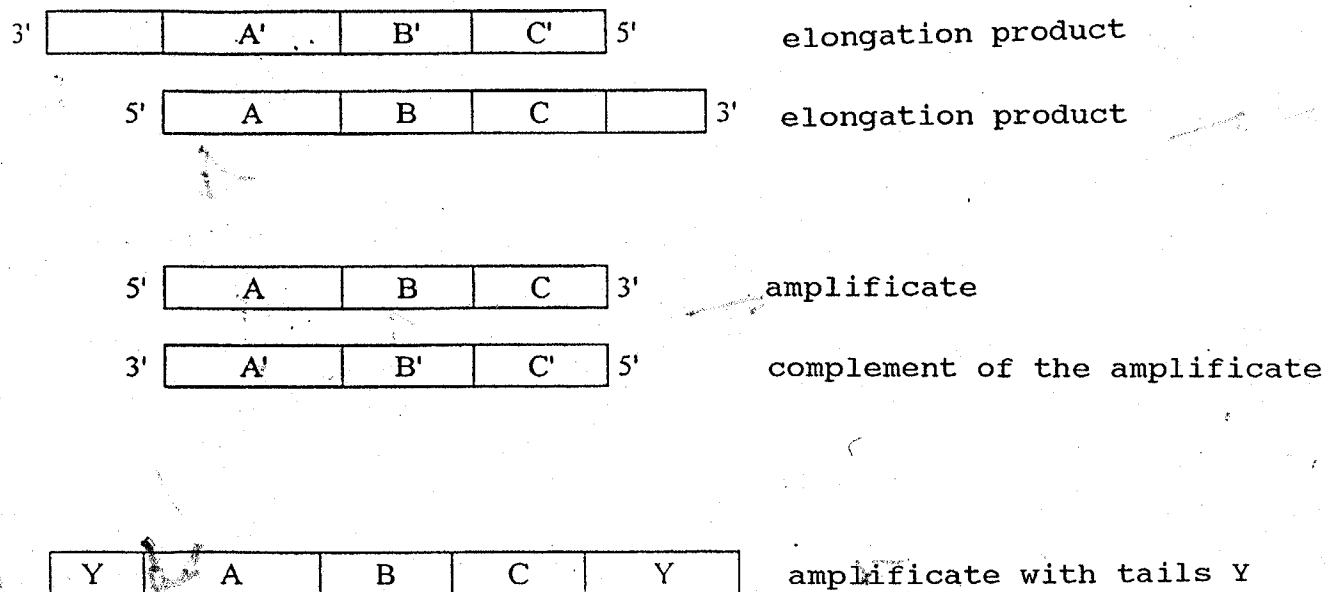 3' A' B' C' 5' elongation product
5' A B C 3' elongation product
5' A B C 3' amplificate
3' A' B' C' 5' complement of the amplificate
Y A B C Y amplificate with tails Y